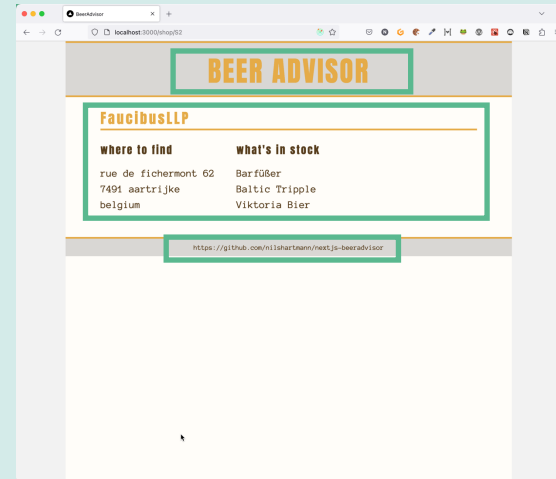 BeerAdvisor
localhost:3000/shop/S2
BEER ADVISOR
FaucibusLLP
where to find
what's in stock
rue de fichermont 62
Barfüßer
7491 aartrijke
Baltic Tripple
belgium
Viktoria Bier
https://github.com/nilshartmann/nextjs-beeradvisor